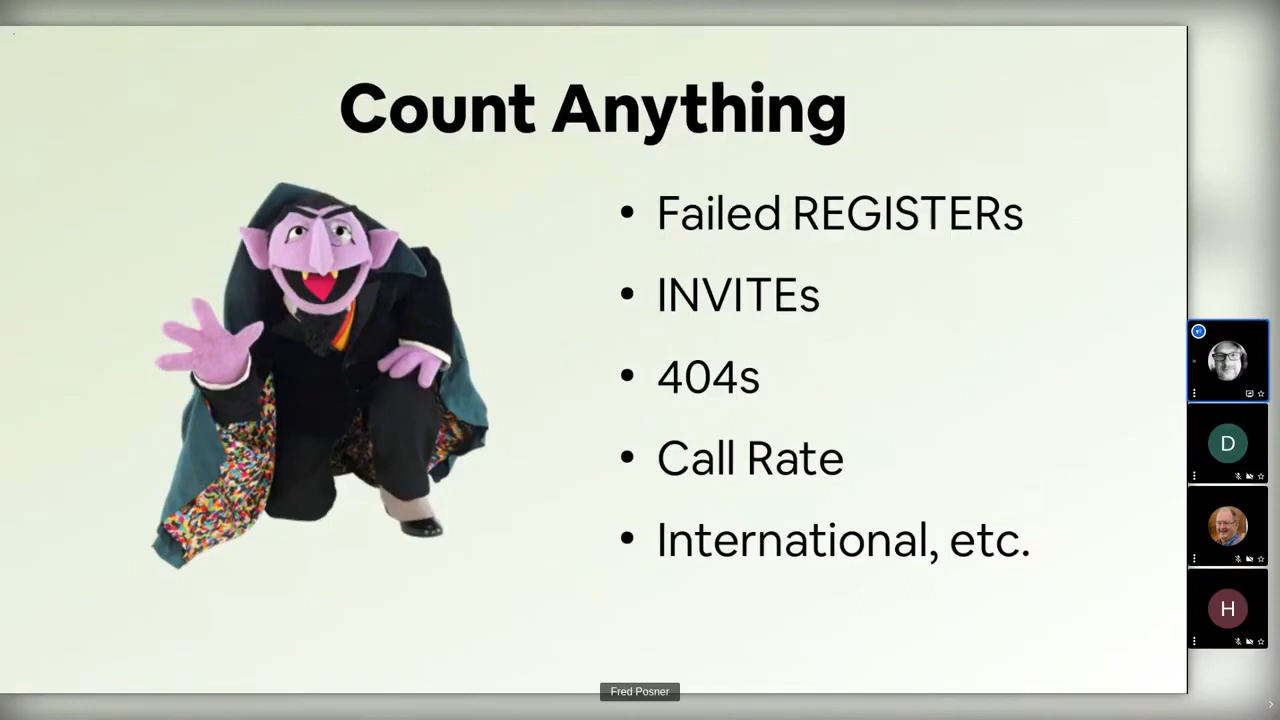 Count Anything
• Failed REGISTERs
• INVITEs
• 404s
• Call Rate
• International, etc.
D
H
Fred Posner